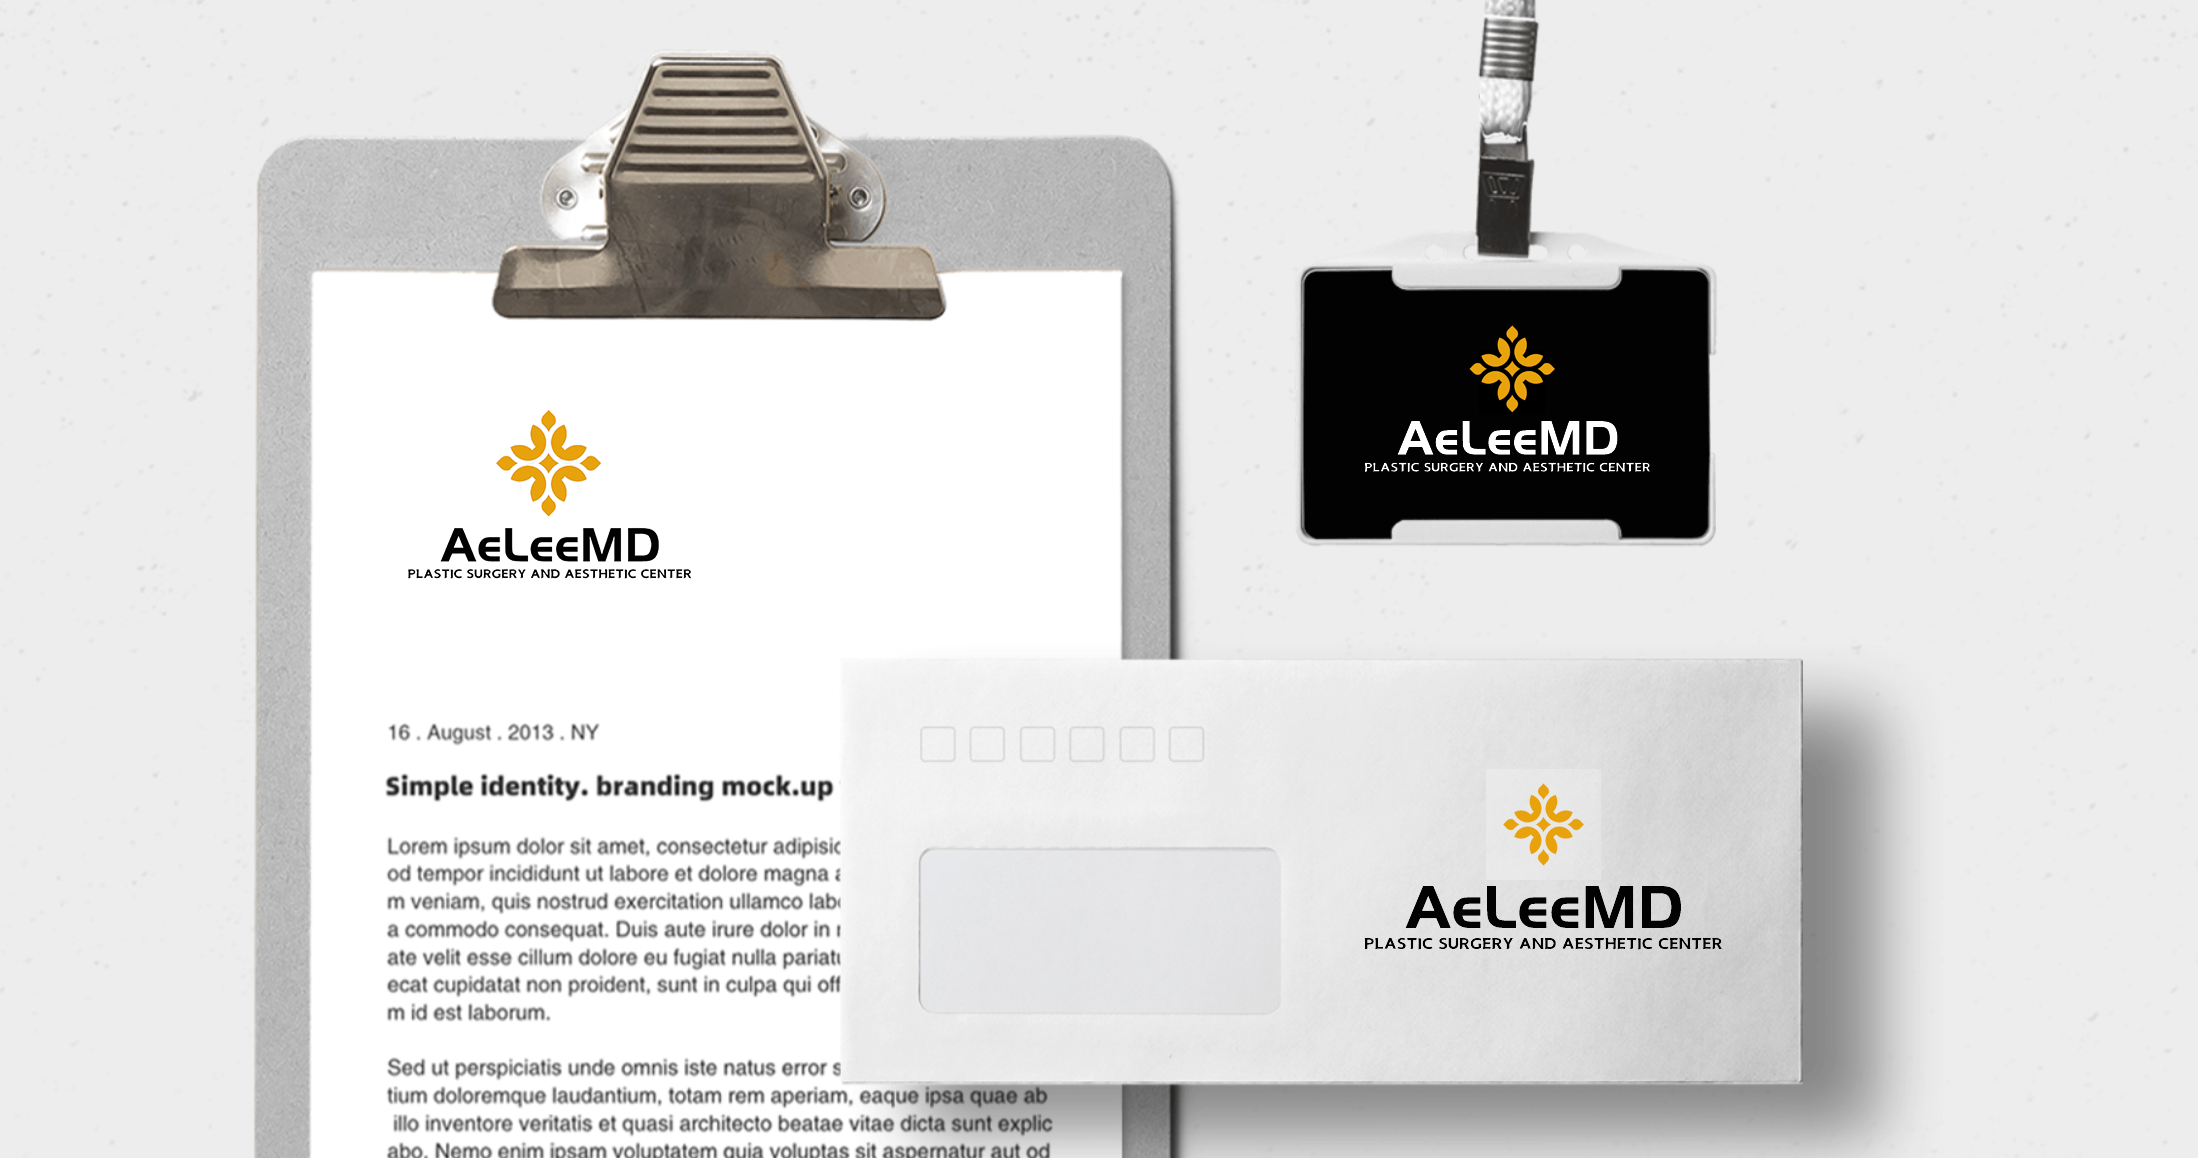 AeLeeMD
PLASTIC SURGERY AND AESTHETIC CENTER
16 . August . 2013 . NY
Simple identity. branding mock.up
Lorem ipsum dolor sit amet, consectetur adipisic
od tempor incididunt ut labore et dolore magna a
m veniam, quis nostrud exercitation ullamco labo
a commodo consequat. Duis aute irure dolor in r
ate velit esse cillum dolore eu fugiat nulla pariatu
ecat cupidatat non proident, sunt in culpa qui off
m id est laborum.
Sed ut perspiciatis unde omnis iste natus error s
tium doloremque laudantium, totam rem aperiam, eaque ipsa quae ab
illo inventore veritatis et quasi architecto beatae vitae dicta sunt explic
abo. Nemo enim ipsam voluptatem quia voluptas sit aspernatur aut od
AeLeeMD
PLASTIC SURGERY AND AESTHETIC CENTER
AeLeeMD
PLASTIC SURGERY AND AESTHETIC CENTER